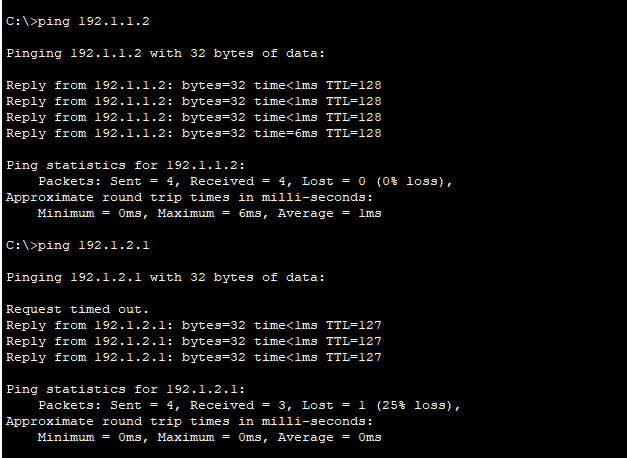 C:\>ping 192.1.1.2
Pinging 192.1.1.2 with 32 bytes of data:
Reply from 192.1.1.2: bytes=32 time<1ms TTL=128
Reply from 192.1.1.2: bytes=32 time<1ms TTL=128
Reply from 192.1.1.2: bytes=32 time<1ms TTL=128
Reply from 192.1.1.2: bytes=32 time=6ms TTL=128
Ping statistics for 192.1.1.2:
    Packets: Sent = 4, Received = 4, Lost = 0 (0% loss),
Approximate round trip times in milli-seconds:
    Minimum = 0ms, Maximum = 6ms, Average = 1ms
C:\>ping 192.1.2.1
Pinging 192.1.2.1 with 32 bytes of data:
Request timed out.
Reply from 192.1.2.1: bytes=32 time<1ms TTL=127
Reply from 192.1.2.1: bytes=32 time<1ms TTL=127
Reply from 192.1.2.1: bytes=32 time<1ms TTL=127
Ping statistics for 192.1.2.1:
    Packets: Sent = 4, Received = 3, Lost = 1 (25% loss),
Approximate round trip times in milli-seconds:
    Minimum = 0ms, Maximum = 0ms, Average = 0ms